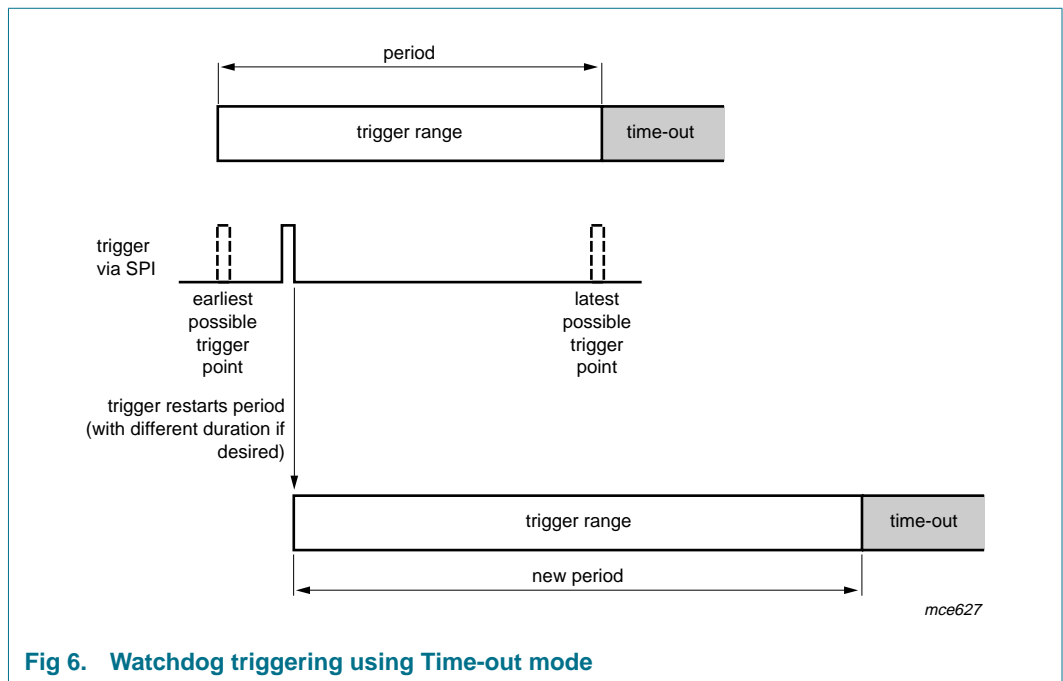 period
trigger range
time-out
trigger
via SPI
earliest
possible
trigger
point
latest
possible
trigger
point
trigger restarts period
(with different duration if
desired)
trigger range
time-out
new period
mce627
Fig 6. Watchdog triggering using Time-out mode